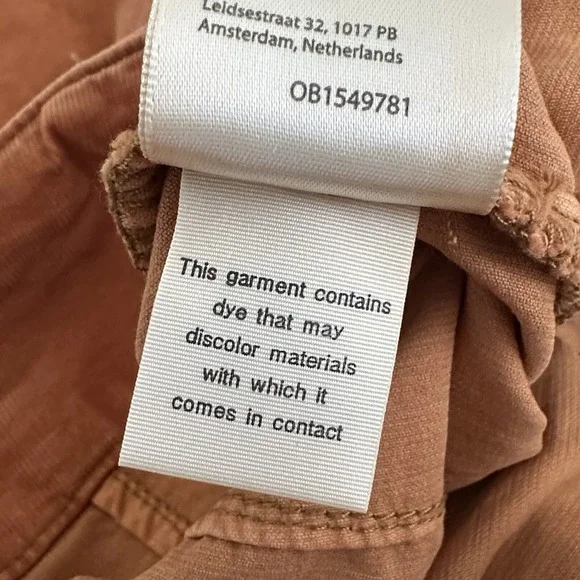 Leidsestraat 32, 1017 PB
Amsterdam, Netherlands
OB1549781
This garment contains
dye that may
discolor materials
with which it
comes in contact